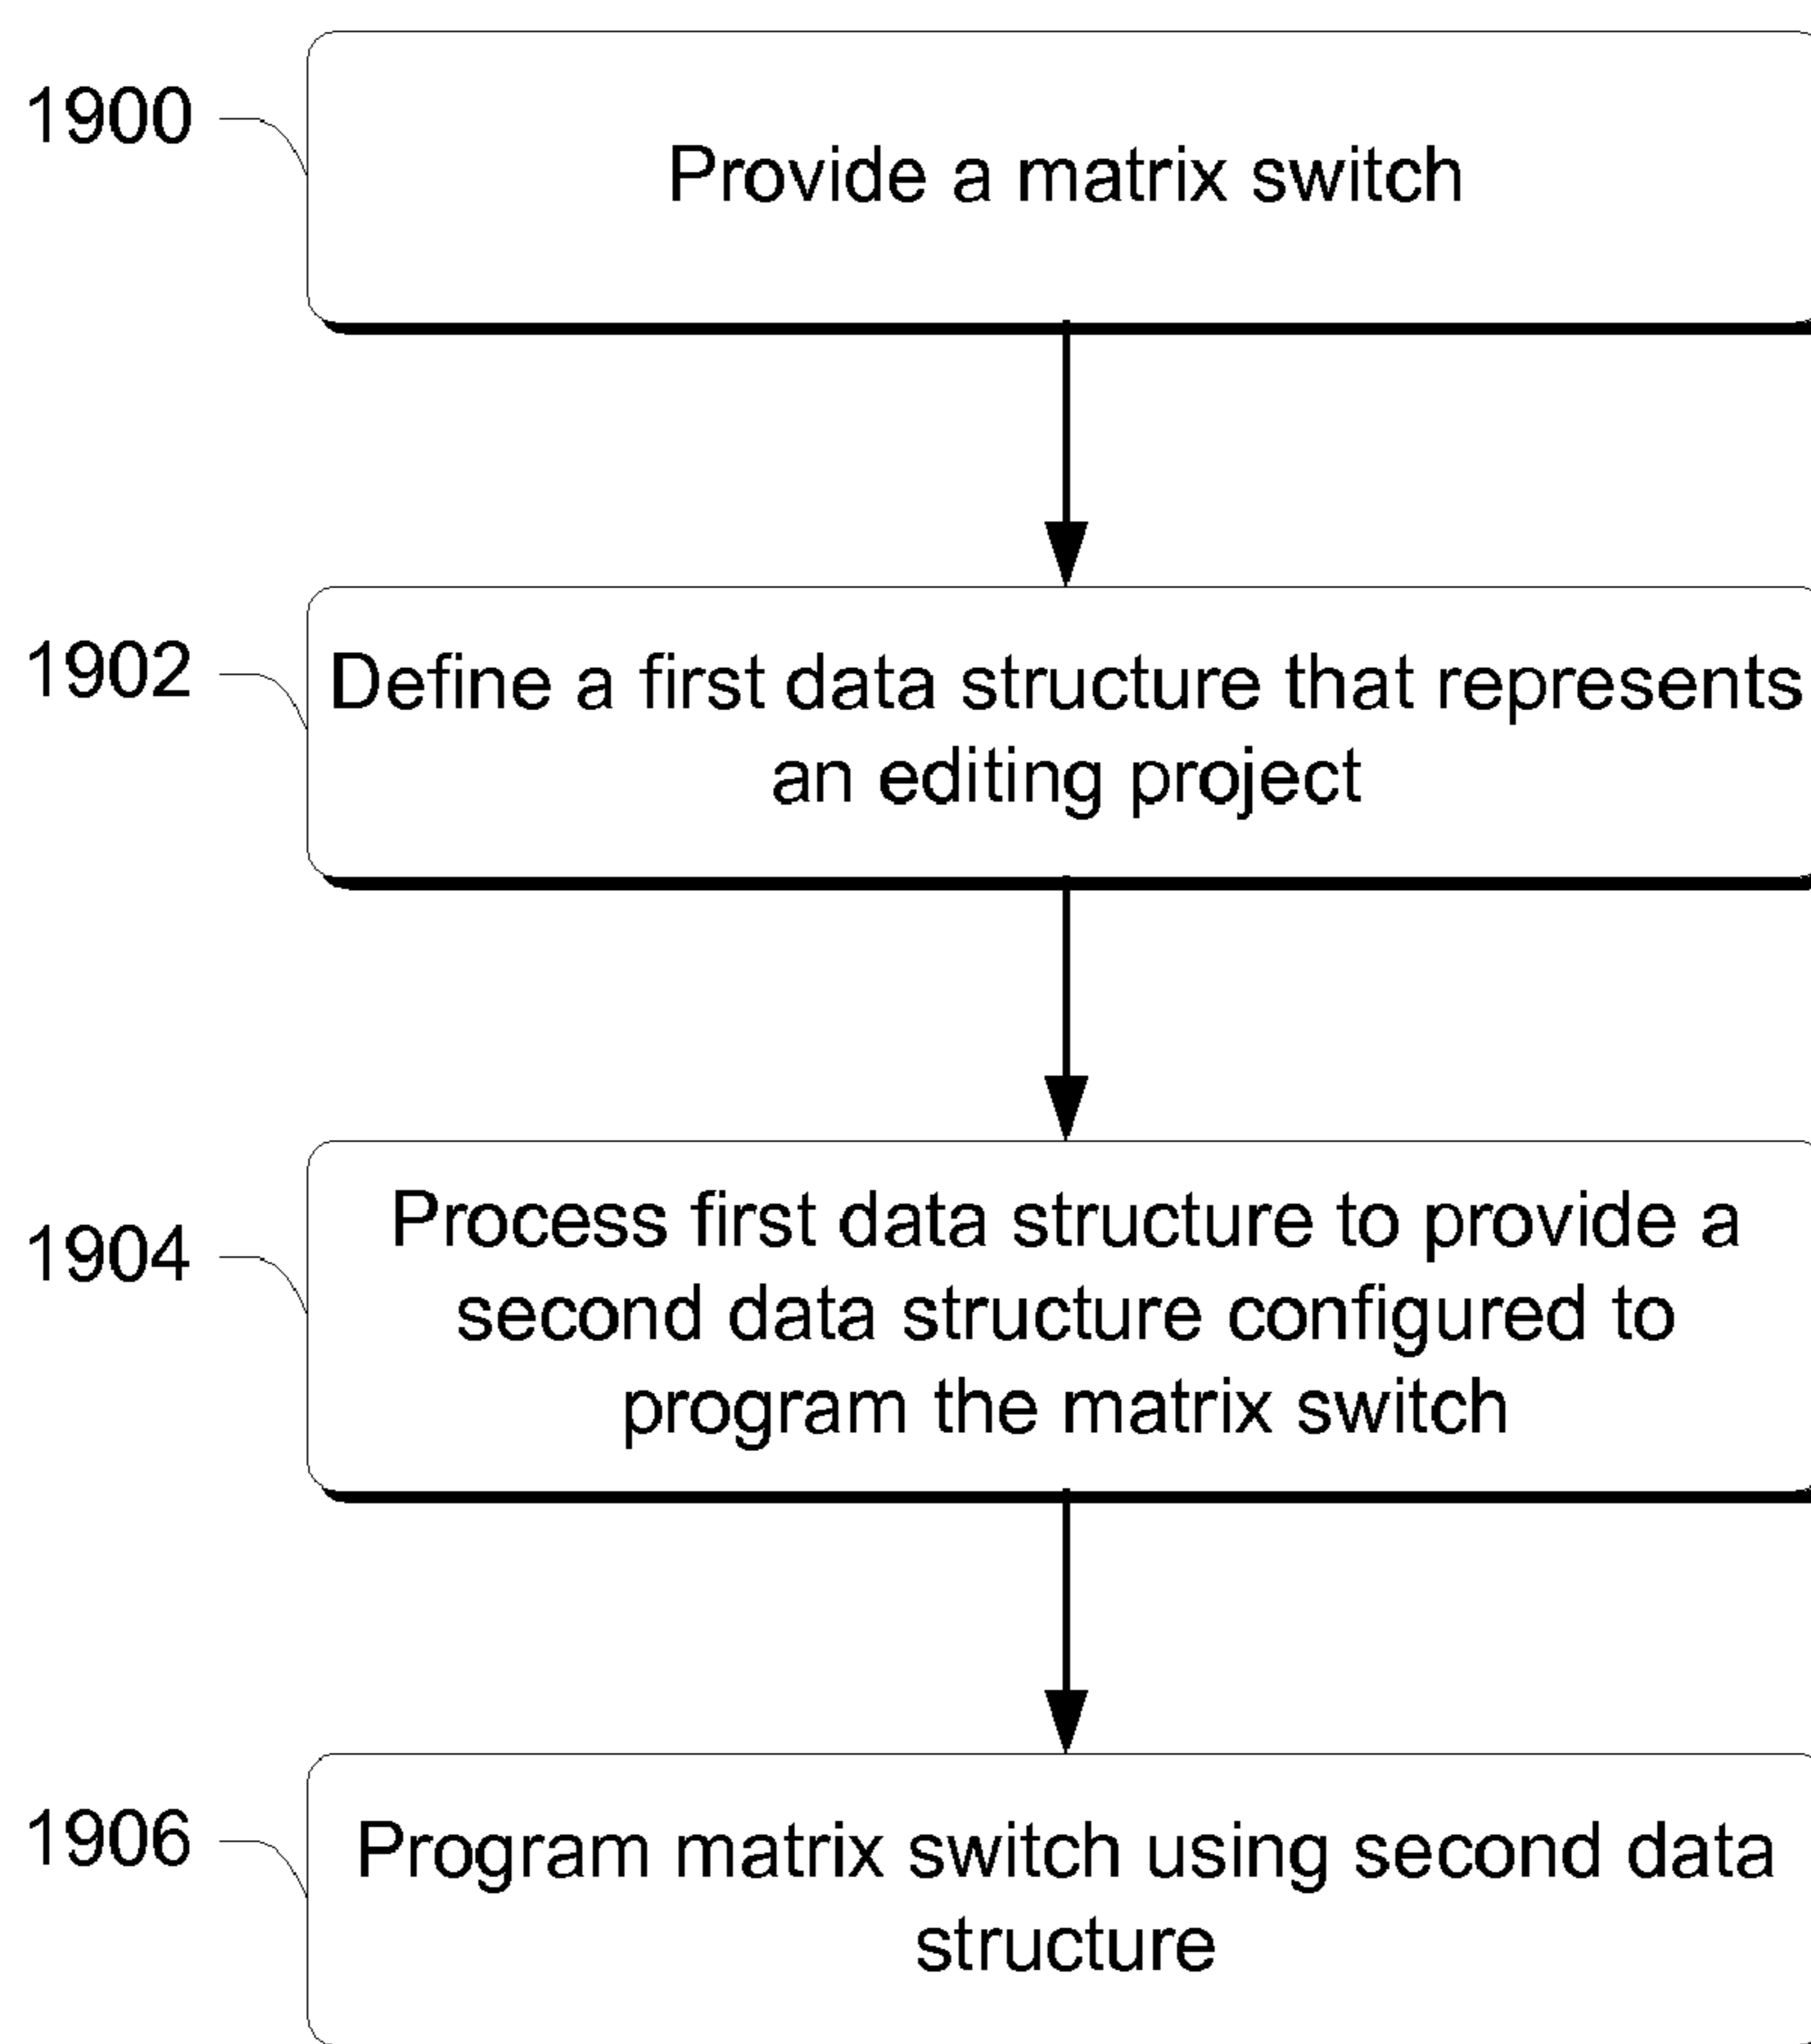 1900
Provide a matrix switch
1902
Define a first data structure that represents
an editing project
1904
Process first data structure to provide a
second data structure configured to
program the matrix switch
1906
Program matrix switch using second data
structure